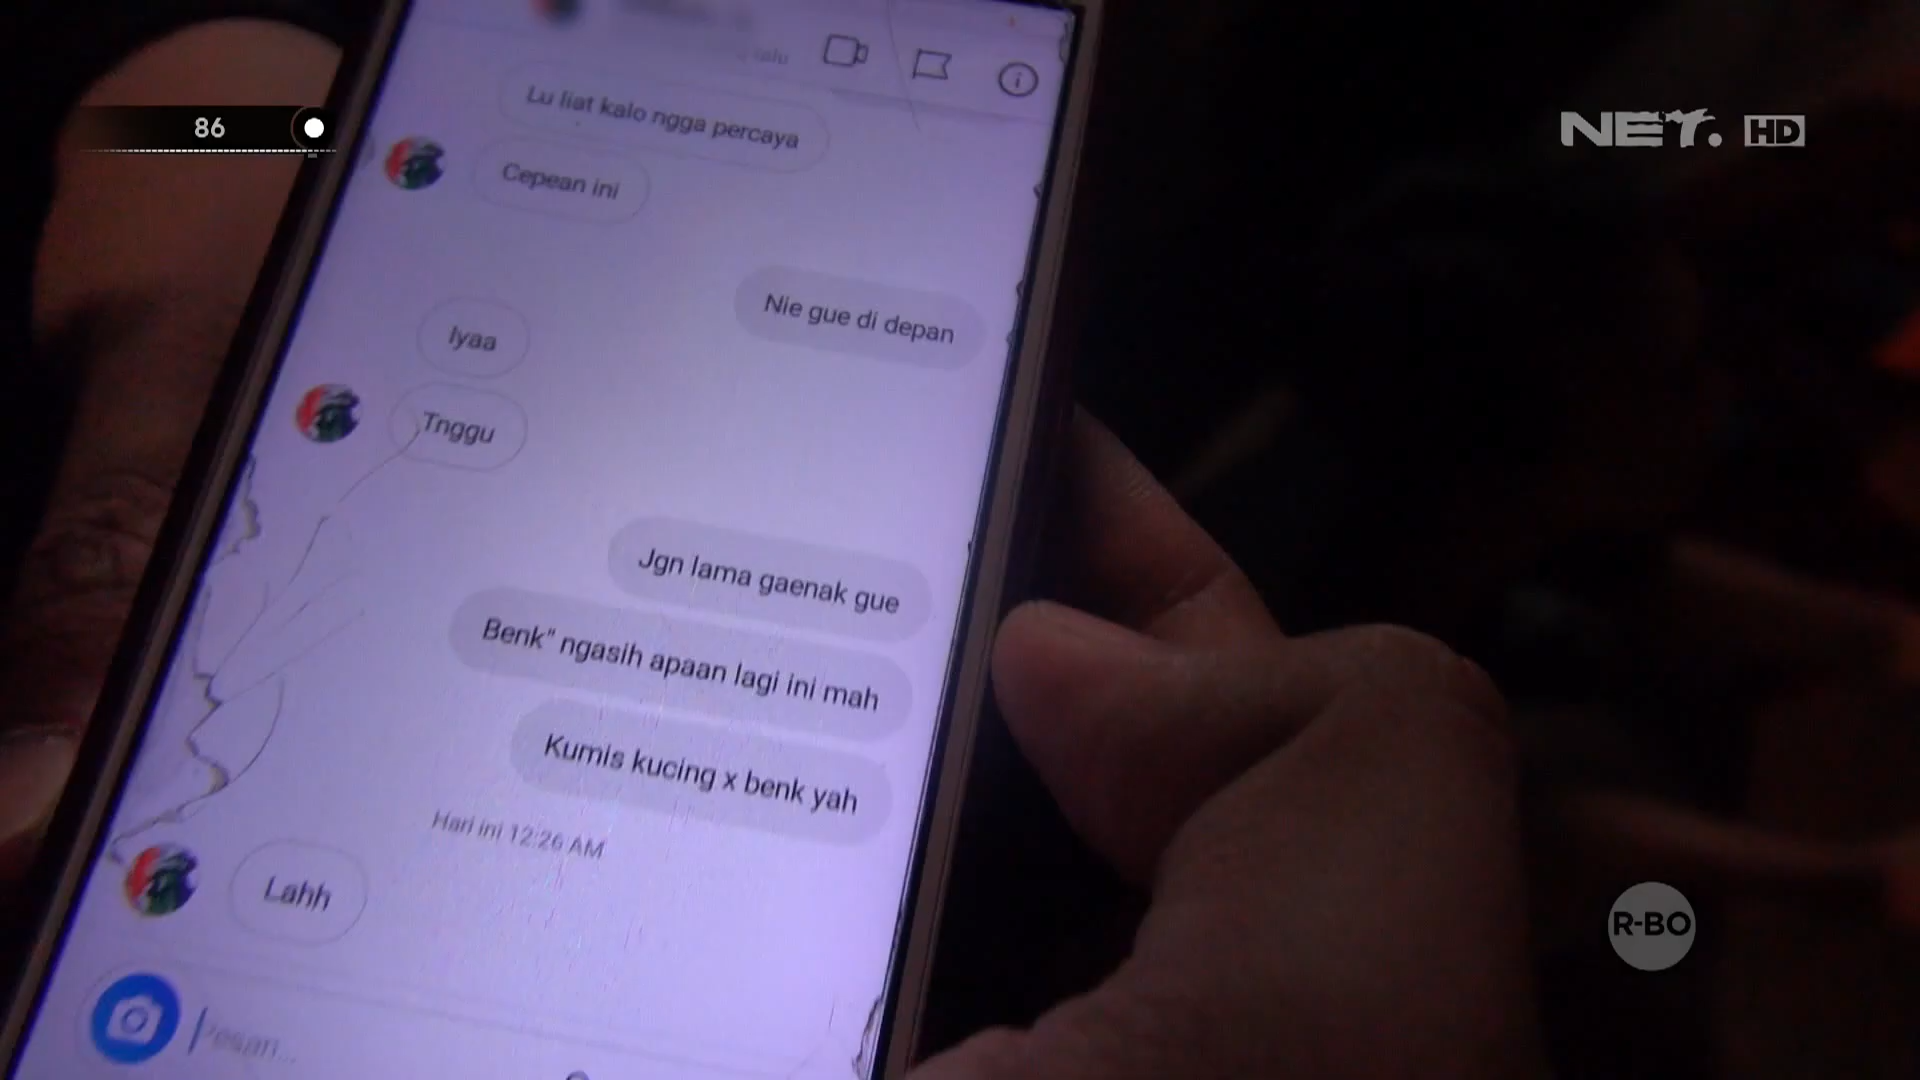 lalu
Lu liat kalo ngga percaya
86
NET. HD
Cepean ini
Nie gue di depan
Iyaa
Tnggu
Jgn lama gaenak gue
Benk" ngasih apaan lagi ini mah
Kumis kucing x benk yah
Hari ini 12:26 AM
Lahh
R-BO
Pesan...